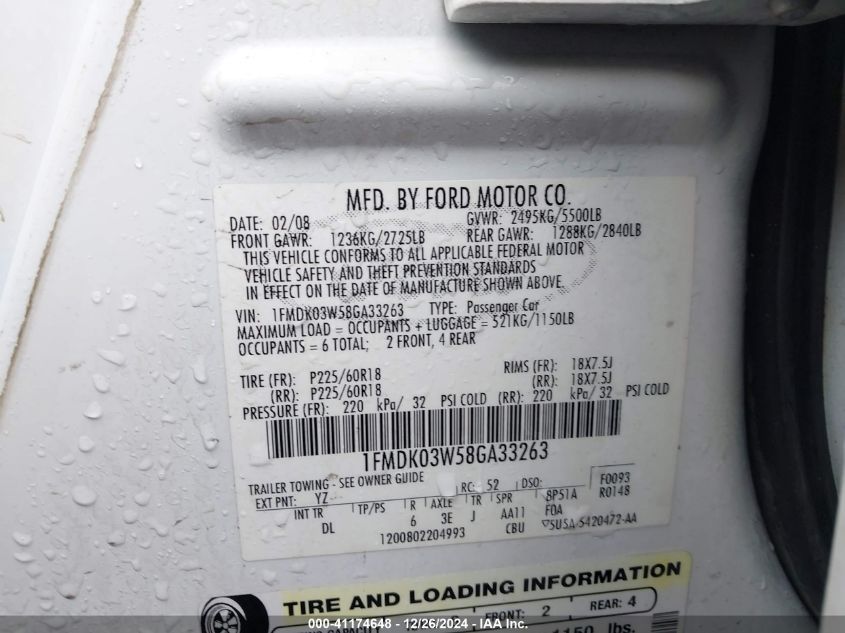 MFD. BY FORD MOTOR CO.
DATE: 02/08 GVWR: 2495KG/5500LB
FRONT GAWR: 1236KG/2725LB REAR GAWR: 1288KG/2840LB
THIS VEHICLE CONFORMS TO ALL APPLICABLE FEDERAL MOTOR
VEHICLE SAFETY AND THEFT PREVENTION STANDARDS
IN EFFECT ON THE DATE OF MANUFACTURE SHOWN ABOVE.
VIN: 1FMDK03W58GA33263 TYPE: Passenger Car
MAXIMUM LOAD = OCCUPANTS + LUGGAGE = 521KG/1150LB
OCCUPANTS = 6 TOTAL; 2 FRONT, 4 REAR
TIRE (FR): P225/60R18 RIMS (FR): 18X7.5J
(RR): P225/60R18 (RR): 18X7.5J
PRESSURE (FR): 220 kPa/ 32 PSI COLD (RR): 220 kPa/ 32 PSI COLD
1FMDK03W58GA33263
TRAILER TOWING - SEE OWNER GUIDE
EXT PNT: YZ RC: 52 DSO: F0093
INT TR TP/PS R AXLE TR SPR 8P51A R0148
DL 6 3E J AA11 FOA
1200802204993 CBU 5USA-5420472-AA
TIRE AND LOADING INFORMATION
FRONT: 2 REAR: 4
1150 lbs.
000-41174648 - 12/26/2024 - IAA Inc.